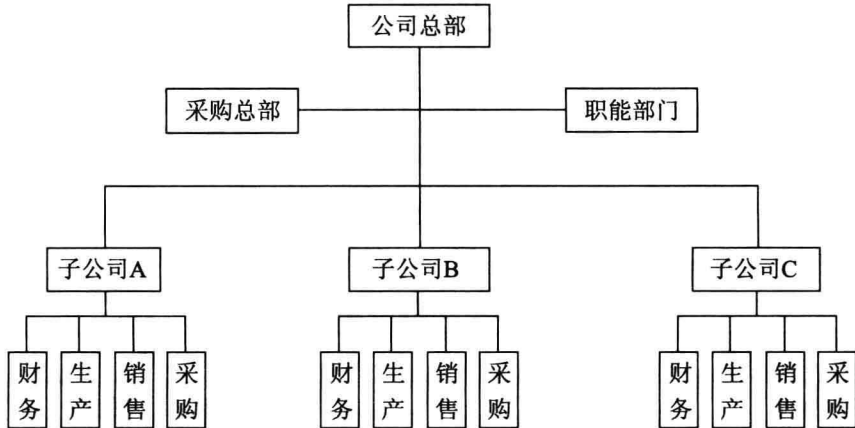 公司总部
采购总部
职能部门
子公司A
子公司B
子公司C
财务
生产
销售
采购
财务
生产
销售
采购
财务
生产
销售
采购